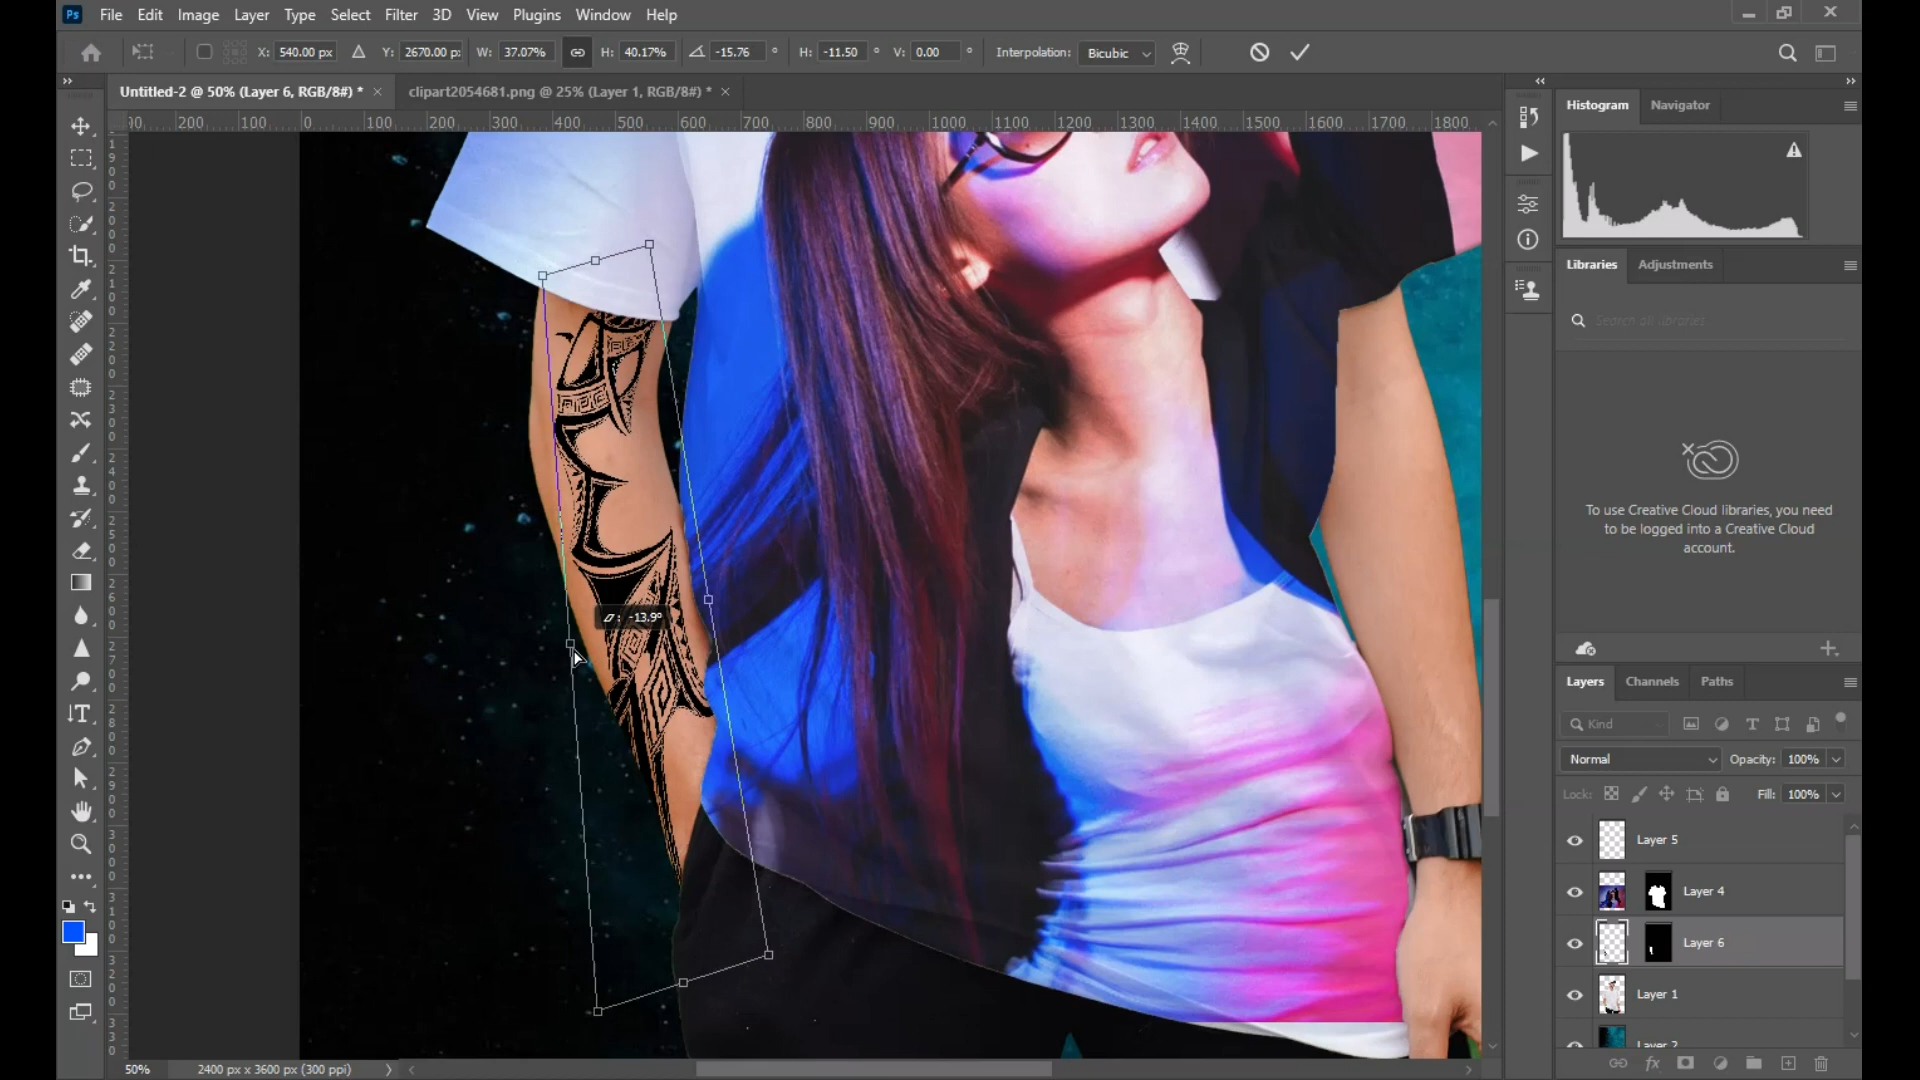 Ps File Edit Image Layer Type Select Filter 3D View Plugins Window Help
X: 540.00 px Y: 2670.00 p: W: 37.07% H: 40.17% -15.76 ° H: -11.50 ° V: 0.00 ° Interpolation: Bicubic
Untitled-2 @ 50% (Layer 6, RGB/8#) * × clipart2054681.png @ 25% (Layer 1, RGB/8#) * ×
200 100 0 100 200 300 400 500 600 700 800 900 1000 1100 1200 1300 1400 1500 1600 1700 1800
Histogram Navigator
Libraries Adjustments
Search all libraries
To use Creative Cloud libraries, you need
to be logged into a Creative Cloud
account.
-13.9°
Layers Channels Paths
Kind
Normal Opacity: 100%
Lock: Fill: 100%
Layer 5
Layer 4
Layer 6
Layer 1
Layer 2
50% 2400 px x 3600 px (300 ppi)